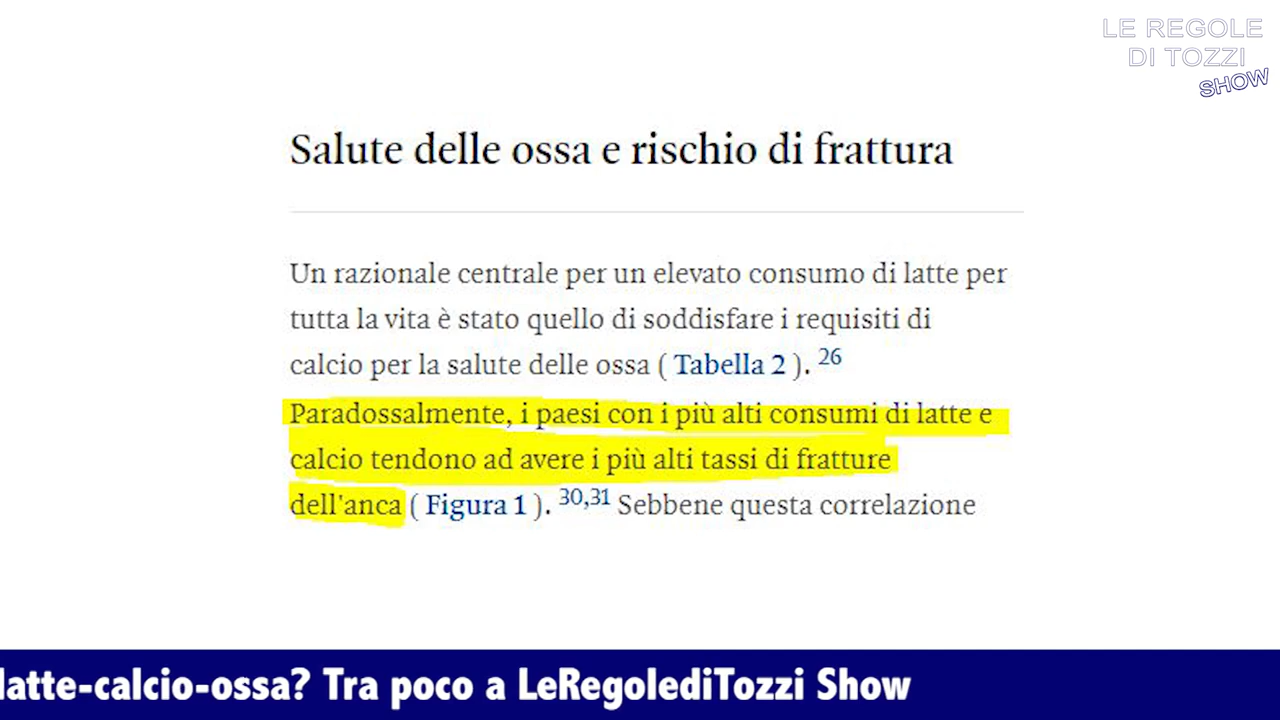 LE REGOLE
DI TOZZI
SHOW
Salute delle ossa e rischio di frattura
Un razionale centrale per un elevato consumo di latte per
tutta la vita è stato quello di soddisfare i requisiti di
calcio per la salute delle ossa ( Tabella 2 ). 26
Paradossalmente, i paesi con i più alti consumi di latte e
calcio tendono ad avere i più alti tassi di fratture
dell'anca ( Figura 1 ). 30,31 Sebbene questa correlazione
latte-calcio-ossa? Tra poco a LeRegolediTozzi Show